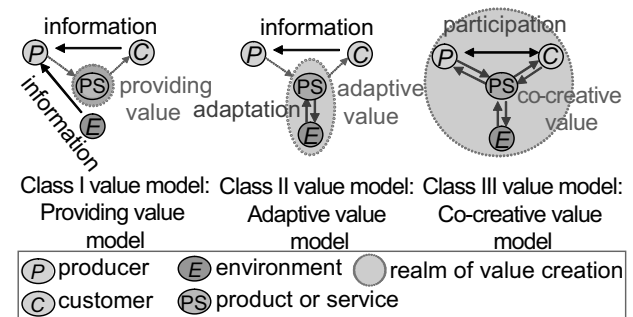 information
P
C
PS
providing
value
E
information
information
P
C
PS
adaptation
adaptive
value
E
participation
P
C
PS
co-creative
value
E
Class I value model:
Providing value
model
Class II value model:
Adaptive value
model
Class III value model:
Co-creative value
model
P producer
E environment
realm of value creation
C customer
PS product or service